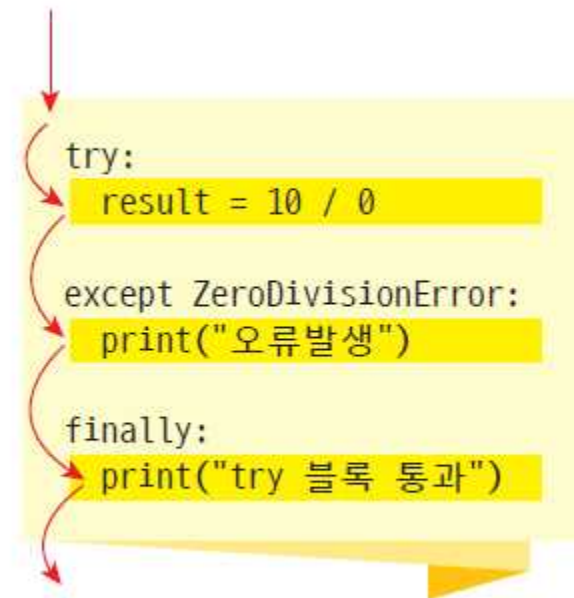 try:
  result = 10 / 0
except ZeroDivisionError:
  print("오류발생")
finally:
  print("try 블록 통과")